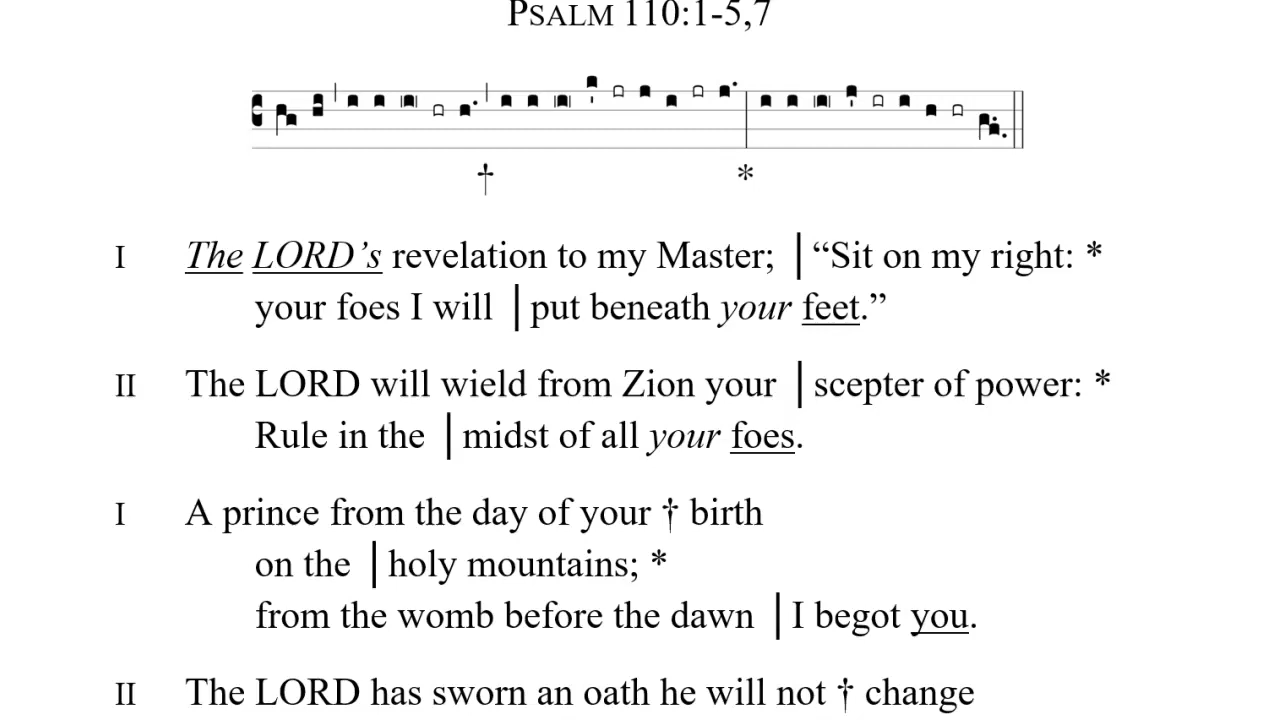 PSALM 110:1-5,7
† *
I The LORD’s revelation to my Master; | “Sit on my right: *
your foes I will | put beneath your feet.”
II The LORD will wield from Zion your | scepter of power: *
Rule in the | midst of all your foes.
I A prince from the day of your † birth
on the | holy mountains; *
from the womb before the dawn | I begot you.
II The LORD has sworn an oath he will not † change